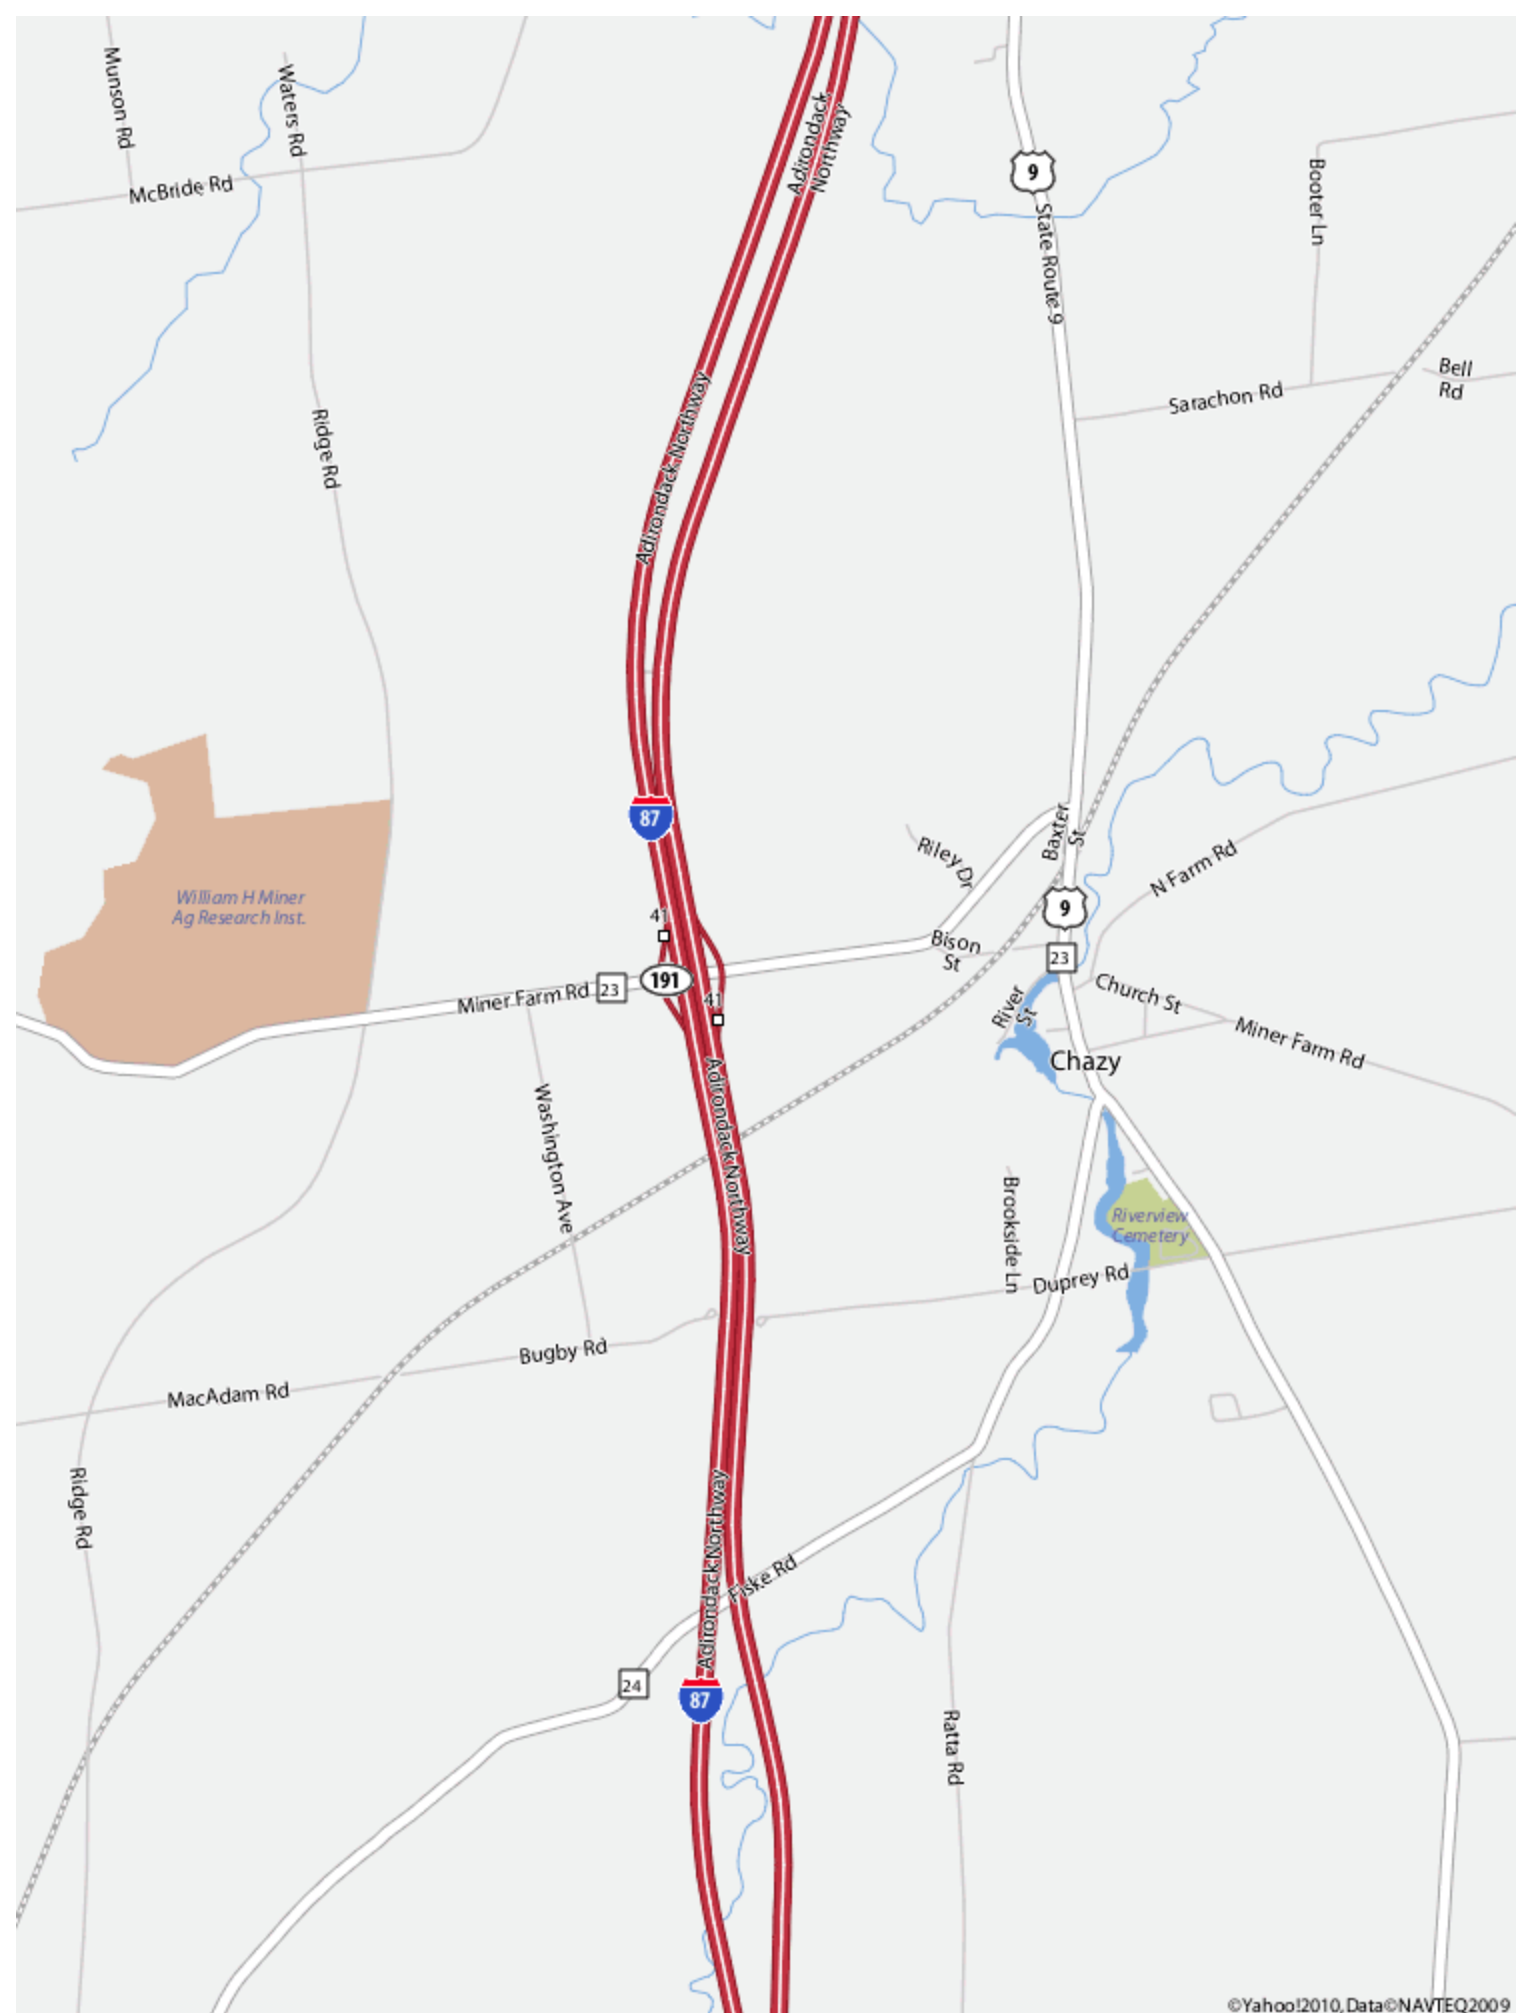 Munson Rd
Waters Rd
McBride Rd
Adirondack
Northway
9
State Route 9
Booter Ln
Bell
Rd
Sarachon Rd
Ridge Rd
Adirondack Northway
87
Baxter
St
Riley Dr
N Farm Rd
William H Miner
Ag Research Inst.
41
9
Bison
St
23
191
Miner Farm Rd
23
41
Church St
River
St
Miner Farm Rd
Chazy
Adirondack Northway
Washington Ave
Brookside Ln
Riverview
Cemetery
Duprey Rd
Bugby Rd
MacAdam Rd
Ridge Rd
Adirondack Northway
Fiske Rd
24
87
Ratta Rd
©Yahoo!2010,Data©NAVTEQ2009